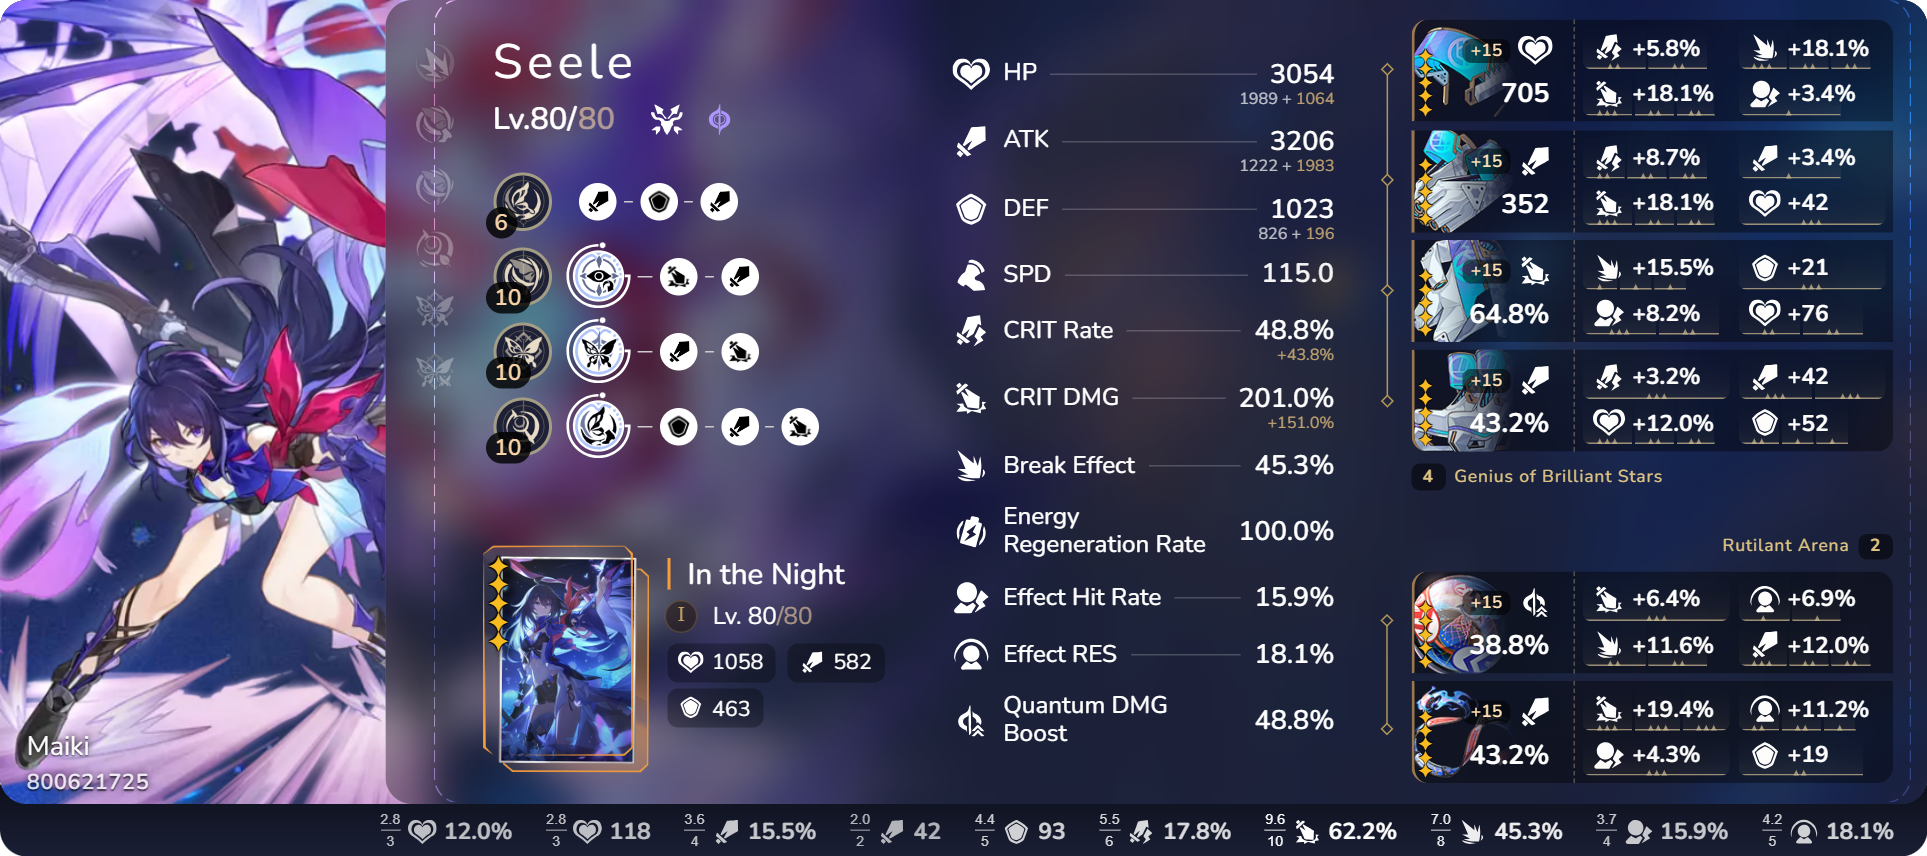 Seele
Lv.80/80
6
10
10
10
In the Night
I Lv. 80/80
1058 582
463
Maiki
800621725
HP 3054
1989 + 1064
ATK 3206
1222 + 1983
DEF 1023
826 + 196
SPD 115.0
CRIT Rate 48.8%
+43.8%
CRIT DMG 201.0%
+151.0%
Break Effect 45.3%
Energy
Regeneration Rate 100.0%
Effect Hit Rate 15.9%
Effect RES 18.1%
Quantum DMG
Boost 48.8%
+15 +5.8% +18.1%
705 +18.1% +3.4%
+15 +8.7% +3.4%
352 +18.1% +42
+15 +15.5% +21
64.8% +8.2% +76
+15 +3.2% +42
43.2% +12.0% +52
4 Genius of Brilliant Stars
Rutilant Arena 2
+15 +6.4% +6.9%
38.8% +11.6% +12.0%
+15 +19.4% +11.2%
43.2% +4.3% +19
2.8/3 12.0% 2.8/3 118 3.6/4 15.5% 2.0/2 42 4.4/5 93 5.5/6 17.8% 9.6/10 62.2% 7.0/8 45.3% 3.7/4 15.9% 4.2/5 18.1%